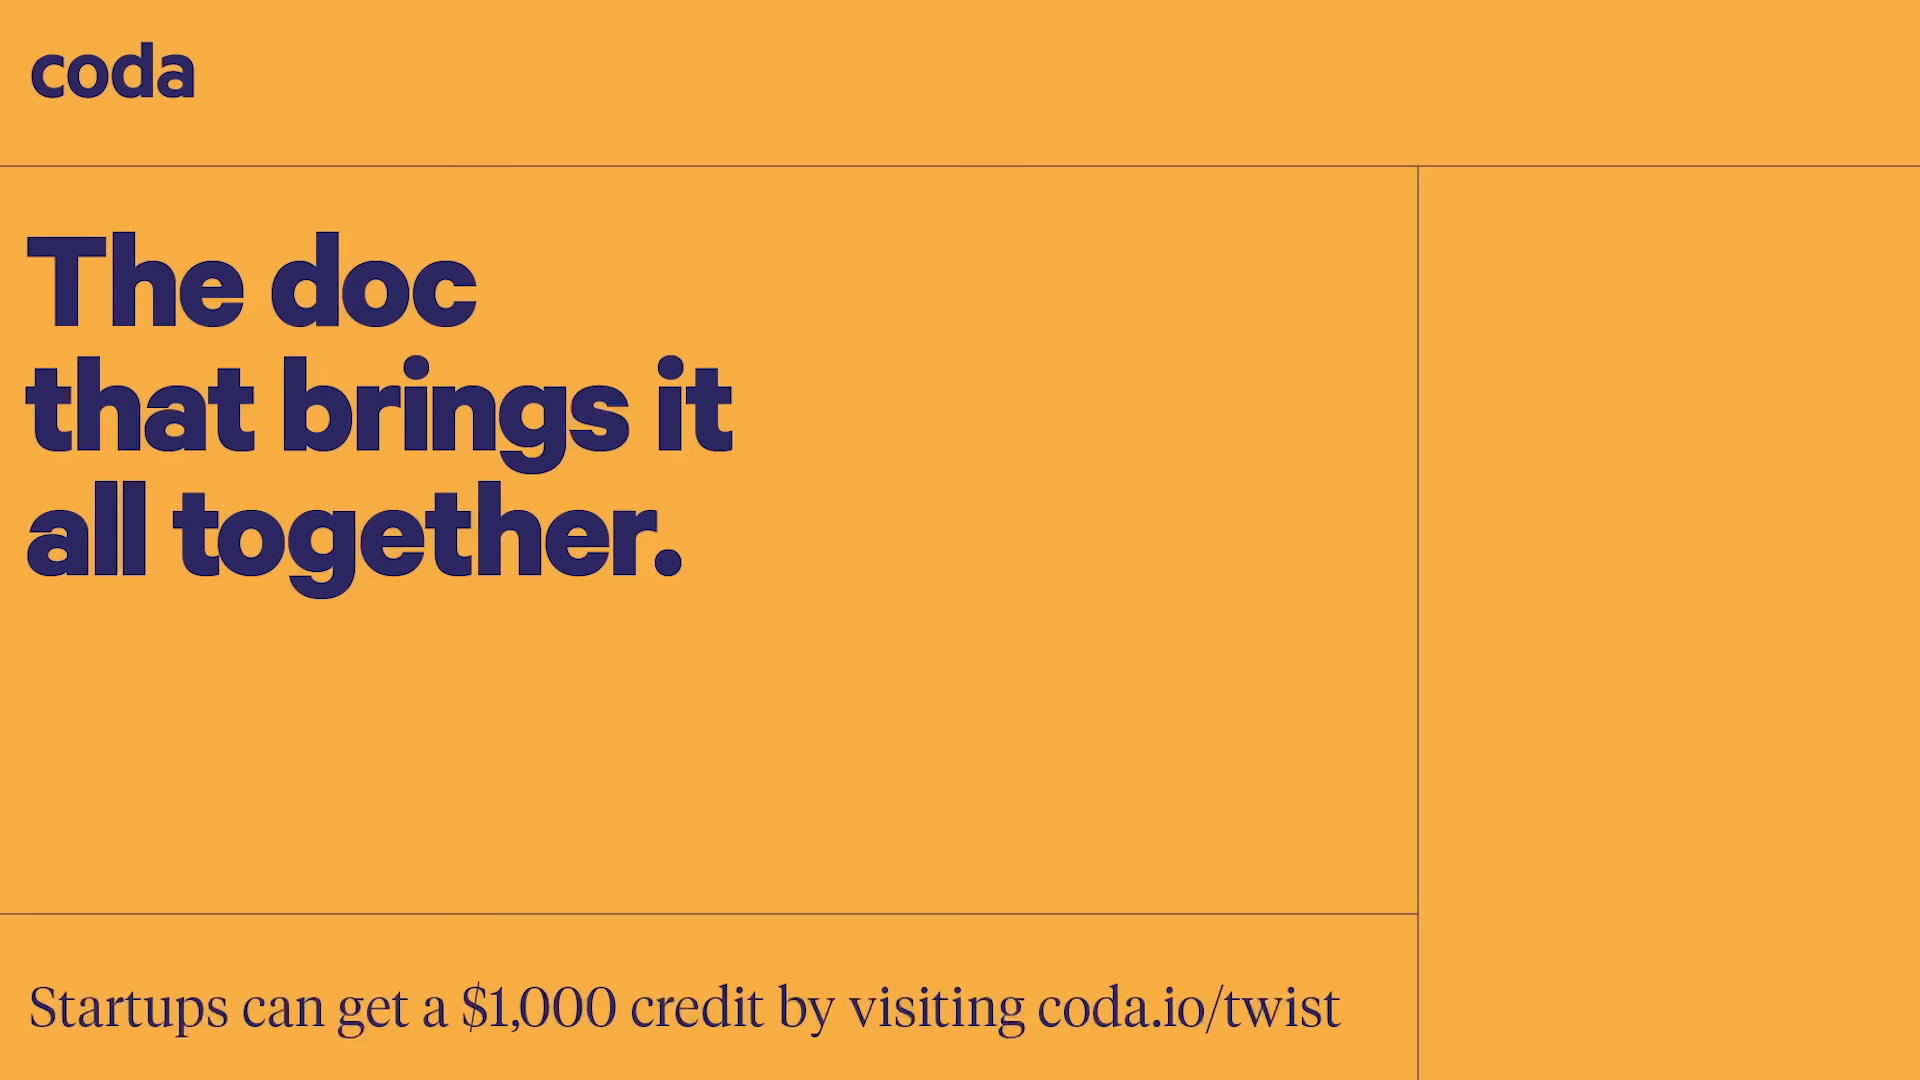 coda
The doc
that brings it
all together.
Startups can get a $1,000 credit by visiting coda.io/twist